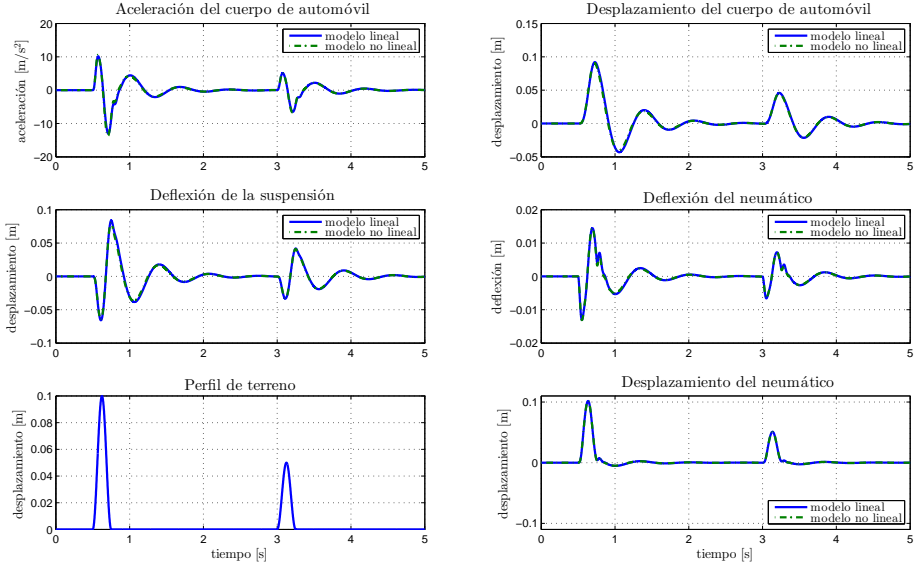 Aceleración del cuerpo de automóvil
aceleración [m/s²]
20
10
0
−10
−20
modelo lineal
modelo no lineal
0 1 2 3 4 5
Desplazamiento del cuerpo de automóvil
desplazamiento [m]
0.15
0.1
0.05
0
−0.05
modelo lineal
modelo no lineal
0 1 2 3 4 5
Deflexión de la suspensión
desplazamiento [m]
0.1
0.05
0
−0.05
−0.1
modelo lineal
modelo no lineal
0 1 2 3 4 5
Deflexión del neumático
deflexión [m]
0.02
0.01
0
−0.01
−0.02
modelo lineal
modelo no lineal
0 1 2 3 4 5
Perfil de terreno
desplazamiento [m]
0.1
0.08
0.06
0.04
0.02
0
0 1 2 3 4 5
tiempo [s]
Desplazamiento del neumático
desplazamiento [m]
0.1
0
−0.1
modelo lineal
modelo no lineal
0 1 2 3 4 5
tiempo [s]